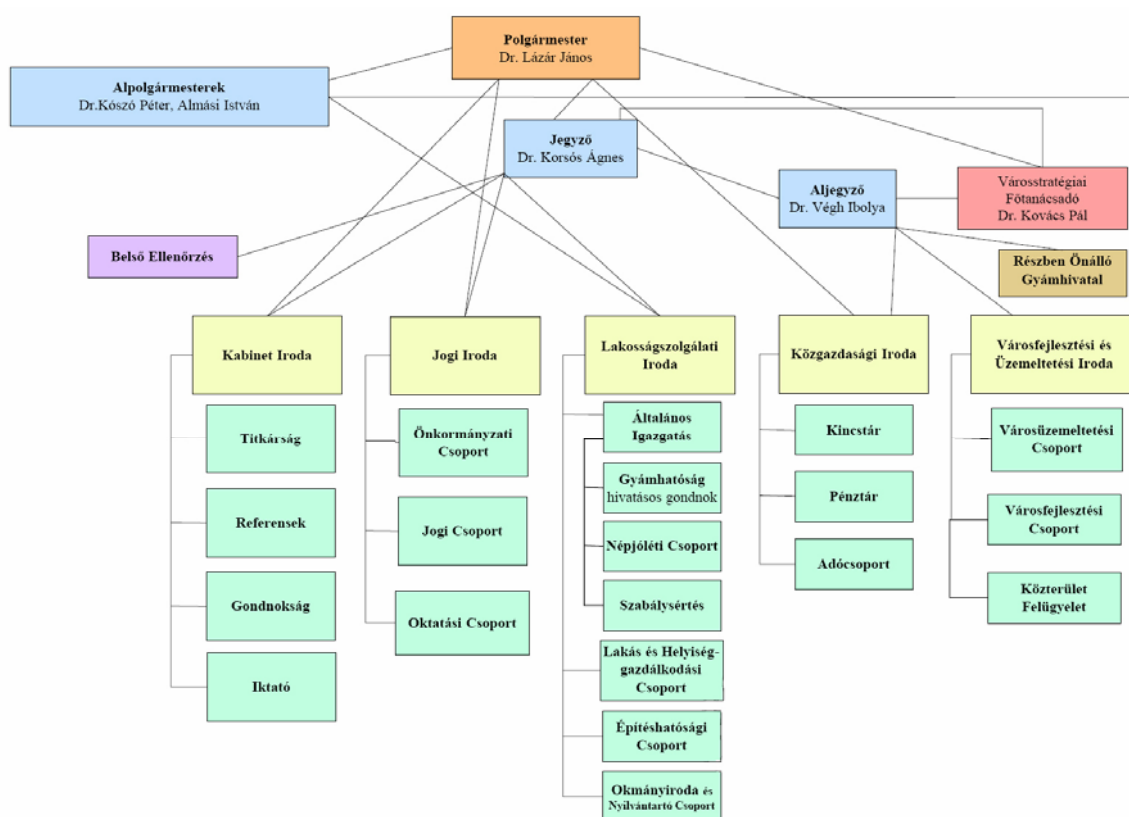 Polgármester
Dr. Lázár János
Alpolgármesterek
Dr.Kószó Péter, Almási István
Jegyző
Dr. Korsós Ágnes
Aljegyző
Dr. Végh Ibolya
Városstratégiai
Főtanácsadó
Dr. Kovács Pál
Belső Ellenőrzés
Részben Önálló
Gyámhivatal
Kabinet Iroda
Titkárság
Referensek
Gondnokság
Iktató
Jogi Iroda
Önkormányzati
Csoport
Jogi Csoport
Oktatási Csoport
Lakosságszolgálati
Iroda
Általános
Igazgatás
Gyámhatóság
hivatásos gondnok
Népjóléti Csoport
Szabálysértés
Lakás és Helyiség-
gazdálkodási
Csoport
Építéshatósági
Csoport
Okmányiroda és
Nyilvántartó Csoport
Közgazdasági Iroda
Kincstár
Pénztár
Adócsoport
Városfejlesztési és
Üzemeltetési Iroda
Városüzemeltetési
Csoport
Városfejlesztési
Csoport
Közterület
Felügyelet